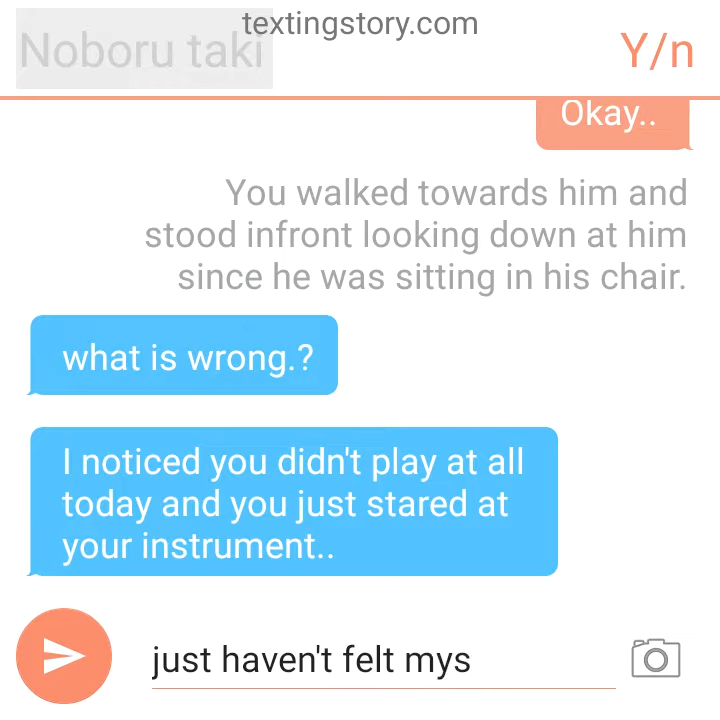 textingstory.com
Noboru taki
Y/n
Okay..
You walked towards him and
stood infront looking down at him
since he was sitting in his chair.
what is wrong.?
I noticed you didn't play at all
today and you just stared at
your instrument..
just haven't felt mys